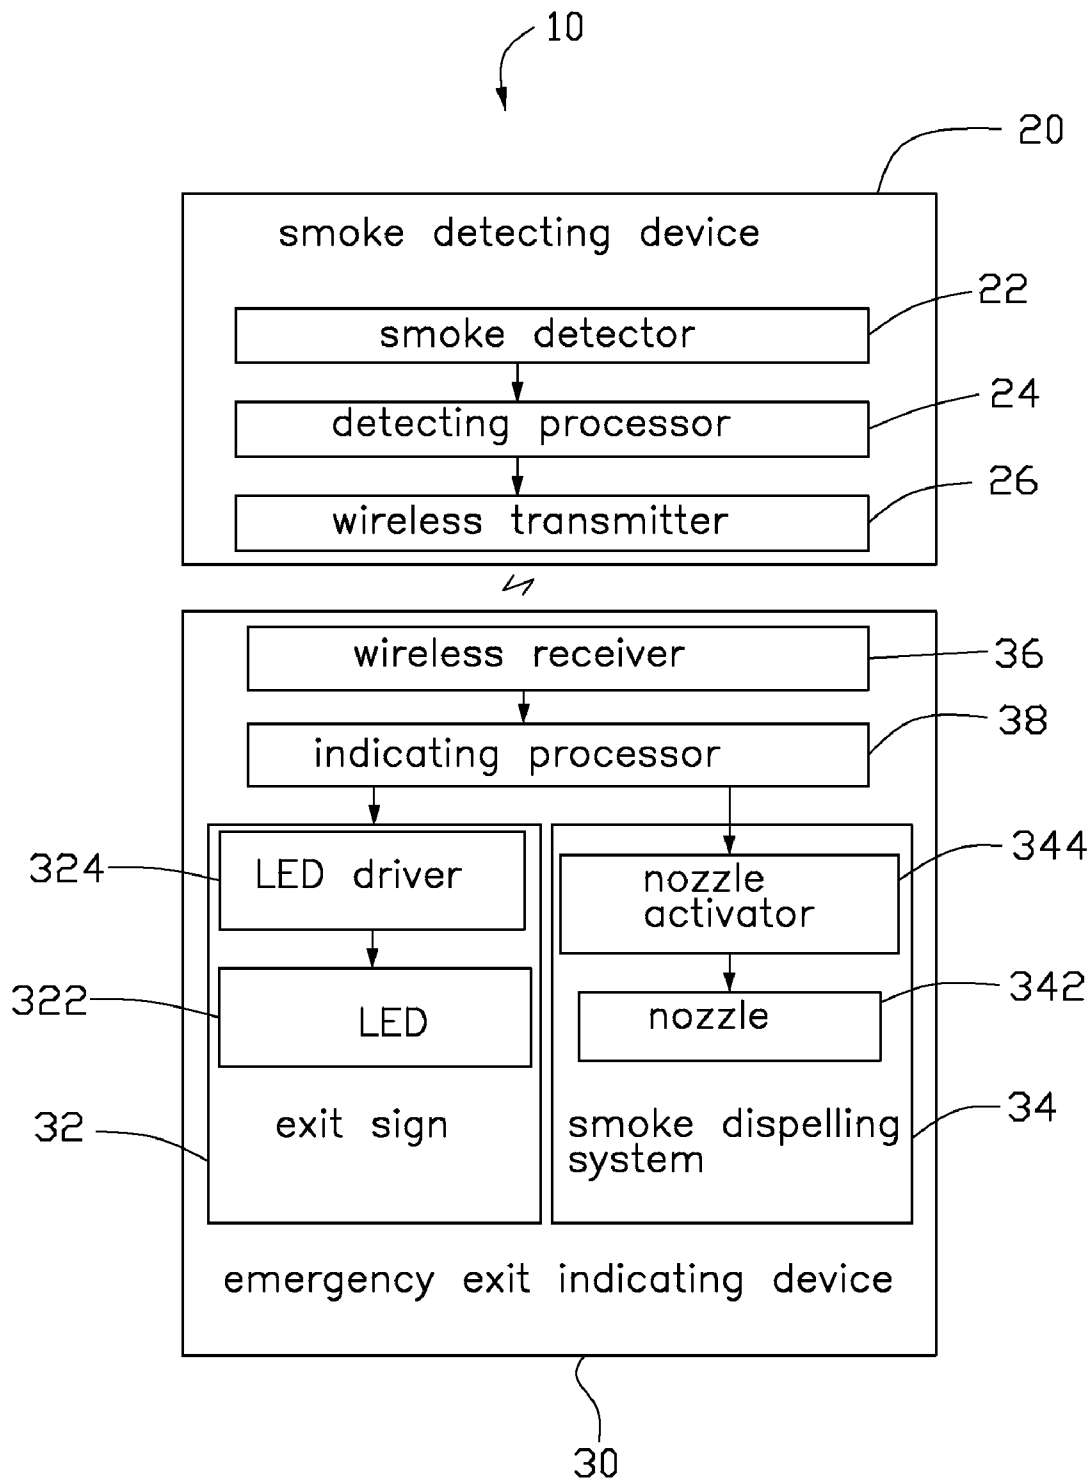 10
20
smoke detecting device
22
smoke detector
24
detecting processor
26
wireless transmitter
wireless receiver
36
38
indicating processor
324
LED driver
344
nozzle
activator
322
LED
342
nozzle
32
exit sign
34
smoke dispelling
system
emergency exit indicating device
30